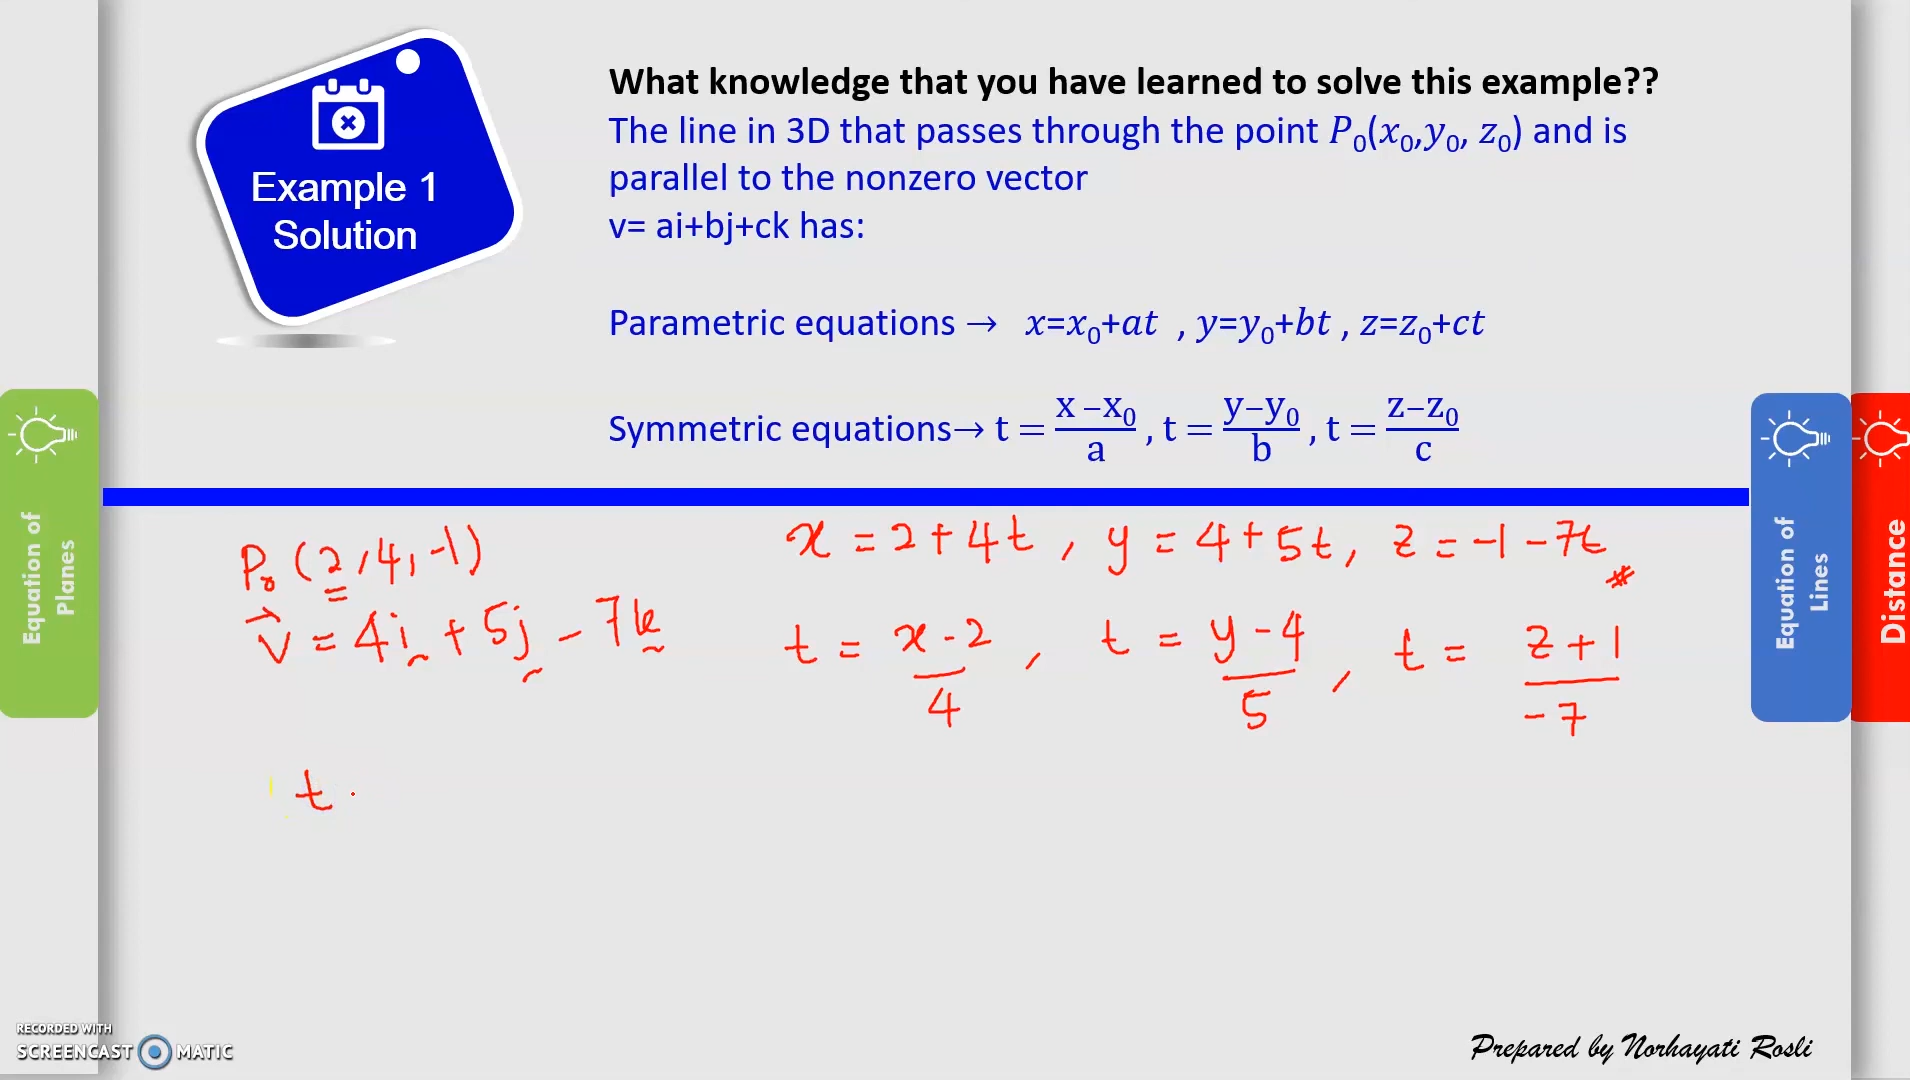 Example 1
Solution
What knowledge that you have learned to solve this example??
The line in 3D that passes through the point P₀(x₀,y₀, z₀) and is
parallel to the nonzero vector
v= ai+bj+ck has:
Parametric equations → x=x₀+at , y=y₀+bt , z=z₀+ct
Symmetric equations→ t = (x –x₀)/a , t = (y–y₀)/b , t = (z–z₀)/c
P₀ (2, 4, -1)
v⃗ = 4i + 5j - 7k
x = 2 + 4t , y = 4 + 5t , z = -1 - 7t #
t = (x - 2)/4 , t = (y - 4)/5 , t = (z + 1)/-7
t
Equation of
Planes
Equation of
Lines
Distance
RECORDED WITH
SCREENCAST MATIC
Prepared by Norhayati Rosli